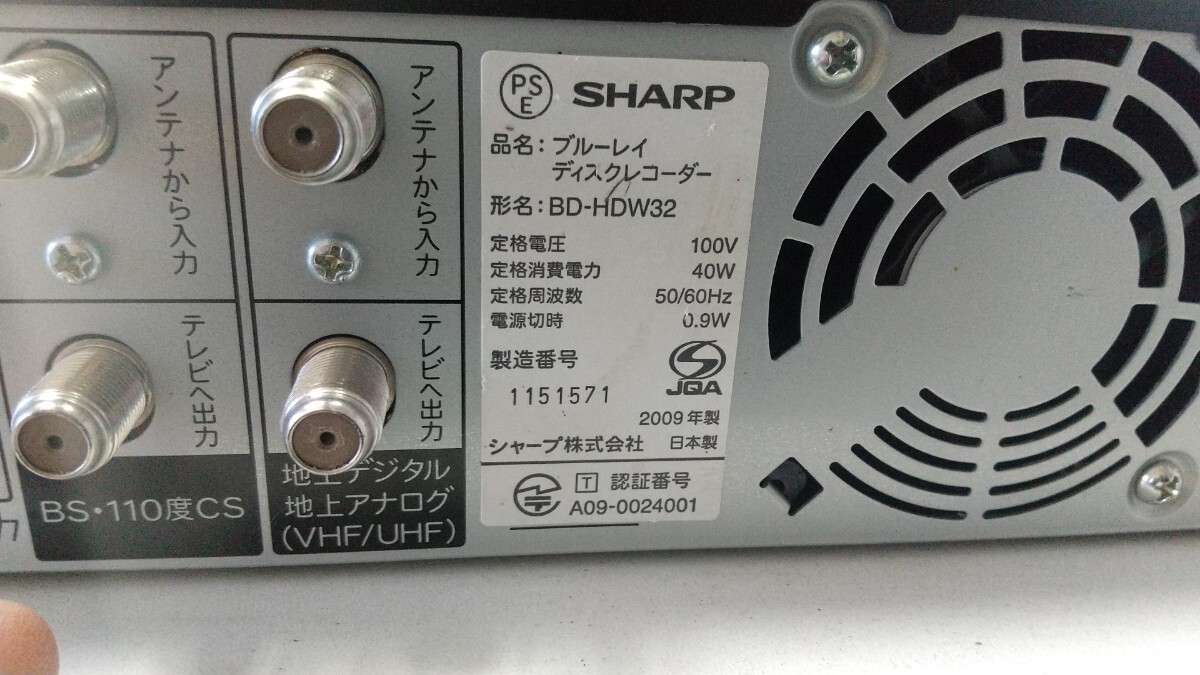 アンテナから入力
テレビへ出力
BS・110度CS
アンテナから入力
テレビへ出力
地上デジタル
地上アナログ
(VHF/UHF)
PS
E
SHARP
品名：ブルーレイ
ディスクレコーダー
形名：BD-HDW32
定格電圧 100V
定格消費電力 40W
定格周波数 50/60Hz
電源切時 0.9W
製造番号
1151571
JQA
2009年製
シャープ株式会社 日本製
T 認証番号
A09-0024001